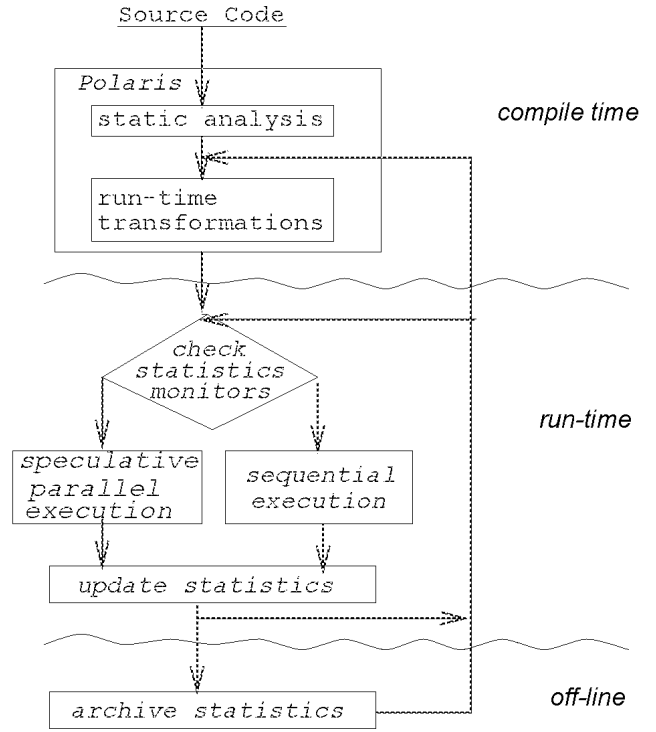 Source Code
Polaris
static analysis
compile time
run-time
transformations
check
statistics
monitors
run-time
speculative
parallel
execution
sequential
execution
update statistics
off-line
archive statistics